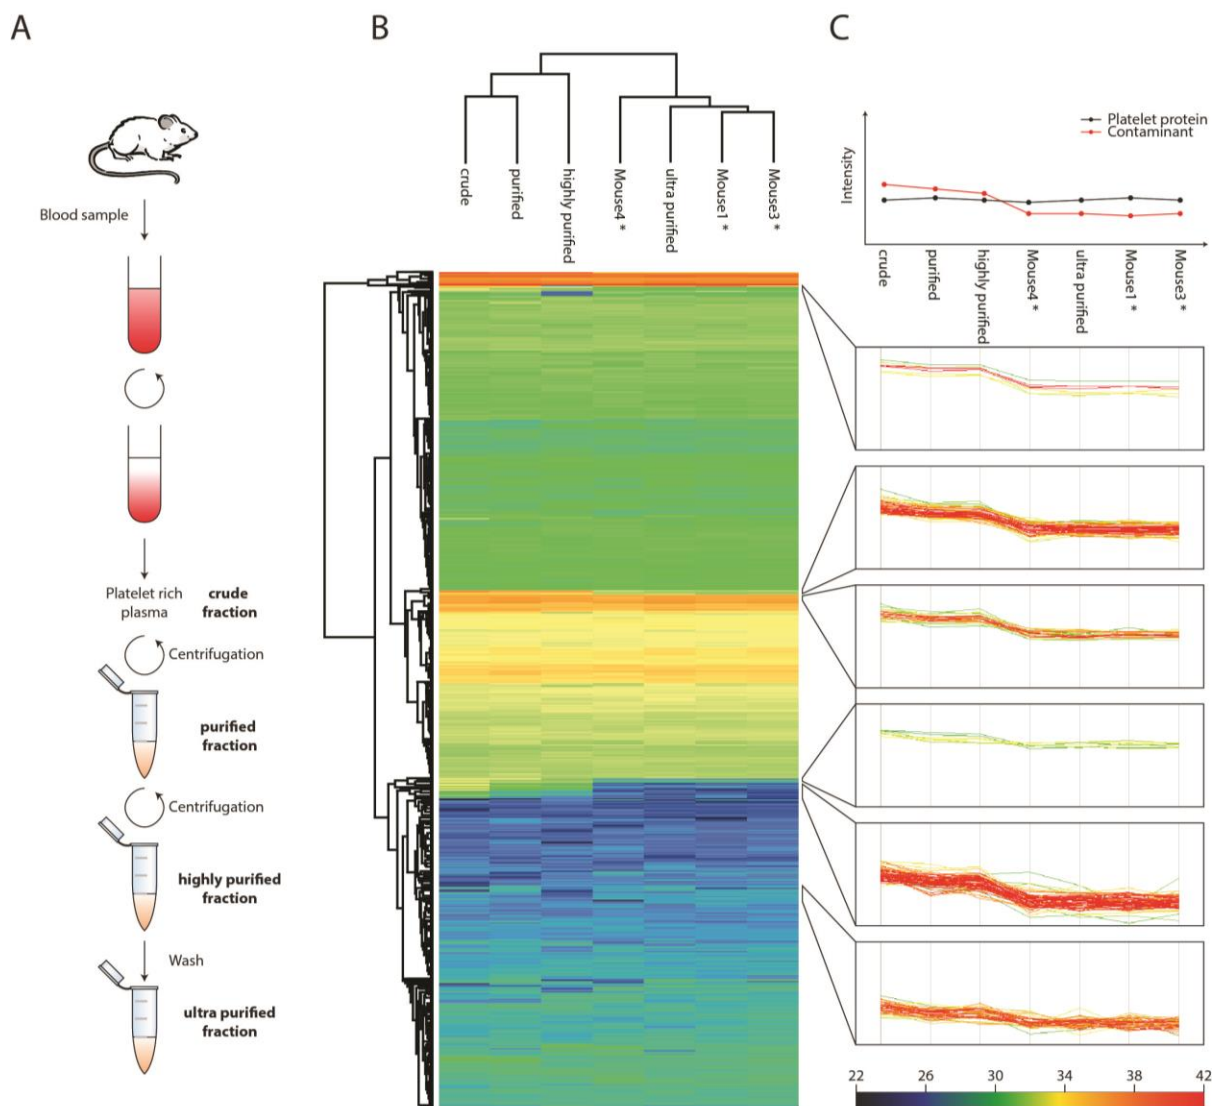 A
Blood sample
Platelet rich
plasma
crude
fraction
Centrifugation
purified
fraction
Centrifugation
highly purified
fraction
Wash
ultra purified
fraction
B
crude
purified
highly purified
Mouse4 *
ultra purified
Mouse1 *
Mouse3 *
C
Platelet protein
Contaminant
Intensity
crude
purified
highly purified
Mouse4 *
ultra purified
Mouse1 *
Mouse3 *
22 26 30 34 38 42